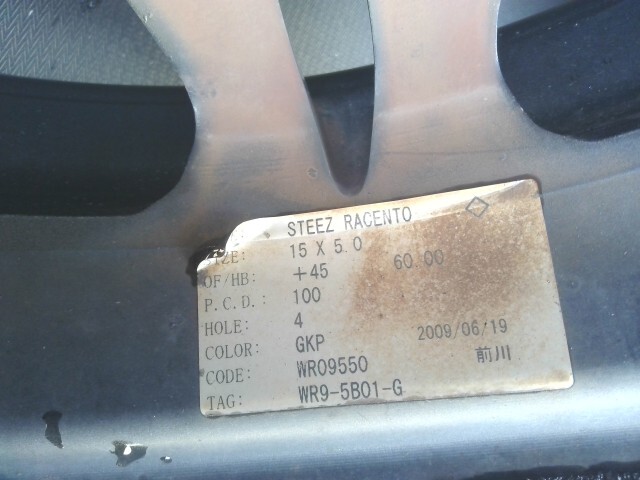 STEEZ RACENTO
SIZE: 15 X 5.0
OF/HB: +45 60.00
P.C.D.: 100
HOLE: 4
COLOR: GKP 2009/06/19
CODE: WR09550 前川
TAG: WR9-5B01-G